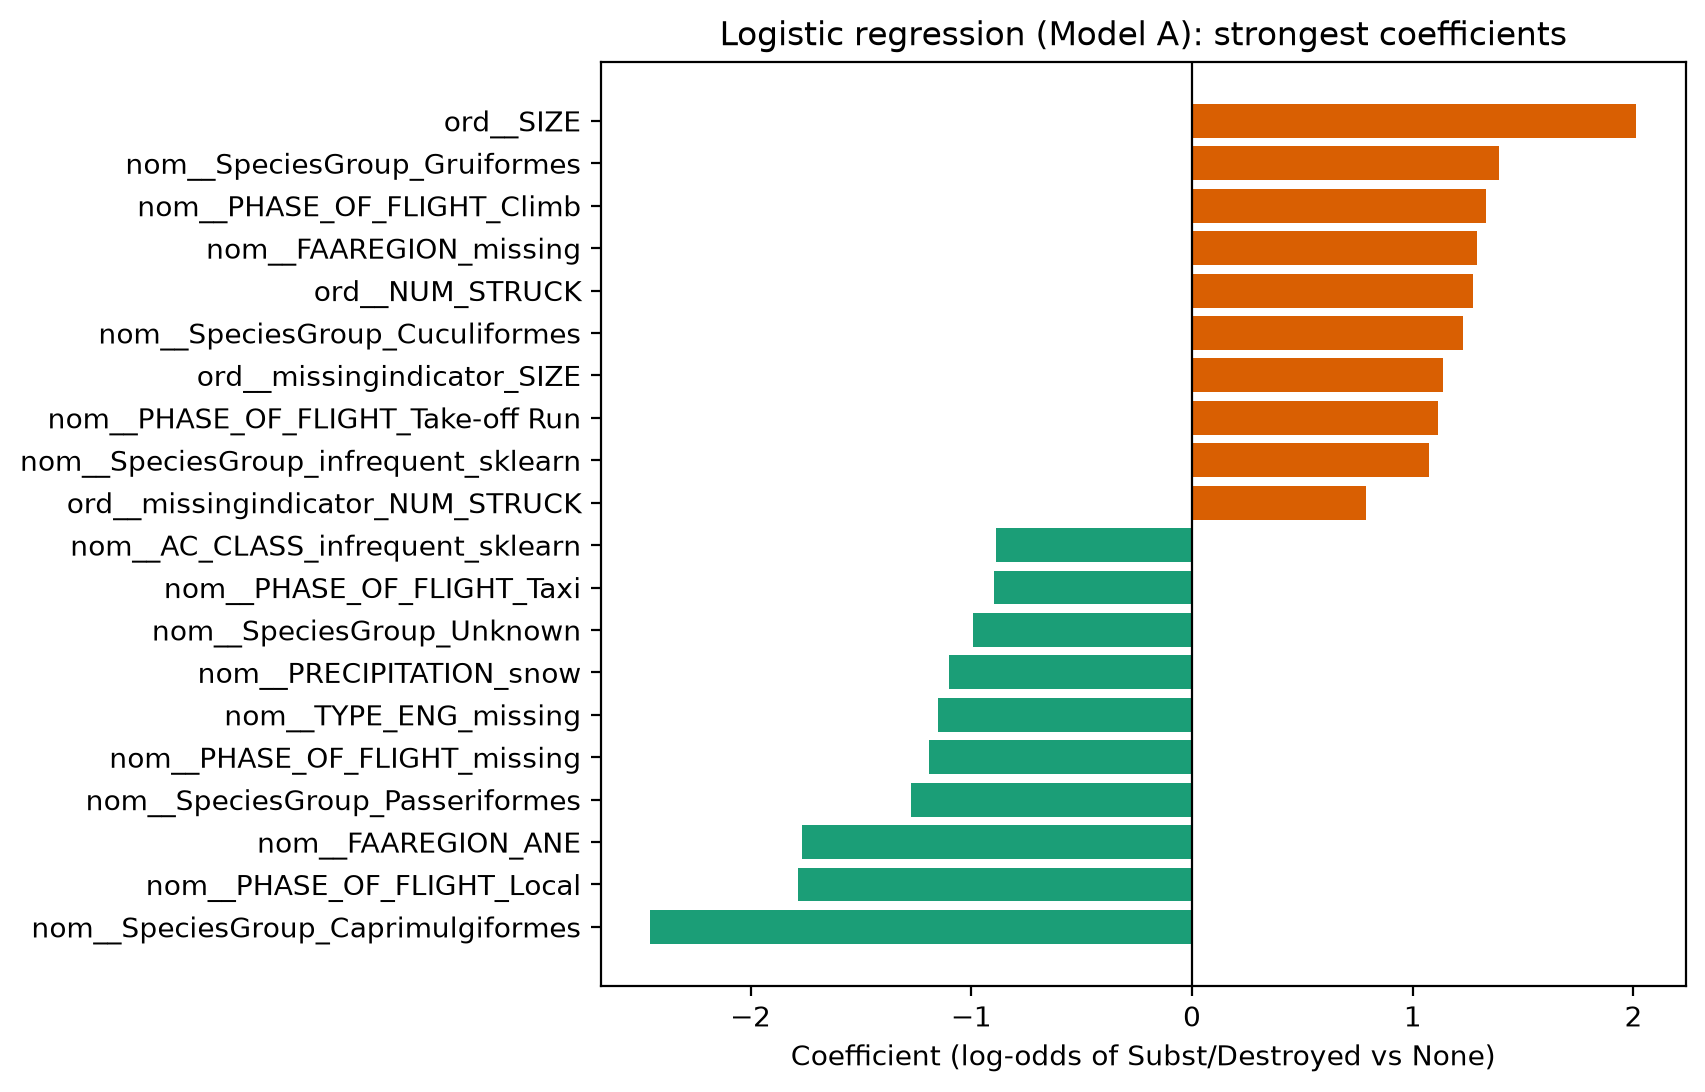 Logistic regression (Model A): strongest coefficients
ord__SIZE
nom__SpeciesGroup_Gruiformes
nom__PHASE_OF_FLIGHT_Climb
nom__FAAREGION_missing
ord__NUM_STRUCK
nom__SpeciesGroup_Cuculiformes
ord__missingindicator_SIZE
nom__PHASE_OF_FLIGHT_Take-off Run
nom__SpeciesGroup_infrequent_sklearn
ord__missingindicator_NUM_STRUCK
nom__AC_CLASS_infrequent_sklearn
nom__PHASE_OF_FLIGHT_Taxi
nom__SpeciesGroup_Unknown
nom__PRECIPITATION_snow
nom__TYPE_ENG_missing
nom__PHASE_OF_FLIGHT_missing
nom__SpeciesGroup_Passeriformes
nom__FAAREGION_ANE
nom__PHASE_OF_FLIGHT_Local
nom__SpeciesGroup_Caprimulgiformes
−2 −1 0 1 2
Coefficient (log-odds of Subst/Destroyed vs None)